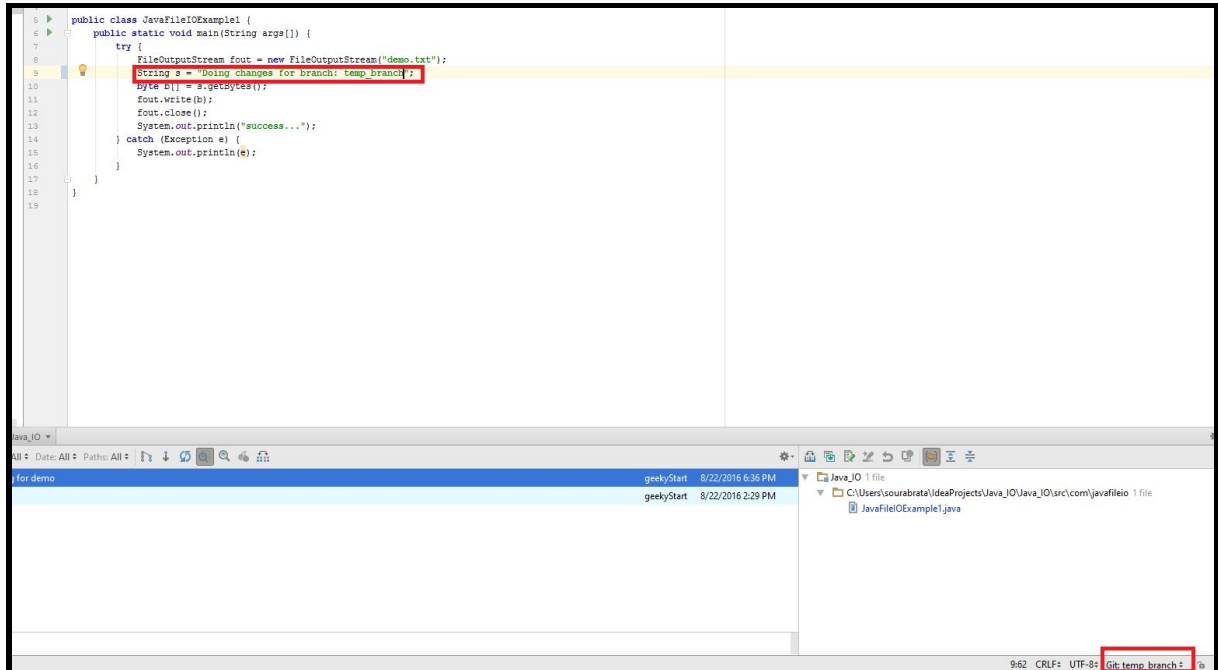 5 public class JavaFileIOExample1 {
6 public static void main(String args[]) {
7 try {
8 FileOutputStream fout = new FileOutputStream("demo.txt");
9 String s = "Doing changes for branch: temp_branch";
10 byte b[] = s.getBytes();
11 fout.write(b);
12 fout.close();
13 System.out.println("success...");
14 } catch (Exception e) {
15 System.out.println(e);
16 }
17 }
18 }
19
Java_IO
All Date: All Paths: All
for demo geekyStart 8/22/2016 6:36 PM
geekyStart 8/22/2016 2:29 PM
Java_IO 1 file
C:\Users\sourabrata\IdeaProjects\Java_IO\Java_IO\src\com\javafileio 1 file
JavaFileIOExample1.java
9:62 CRLF UTF-8 Git: temp_branch